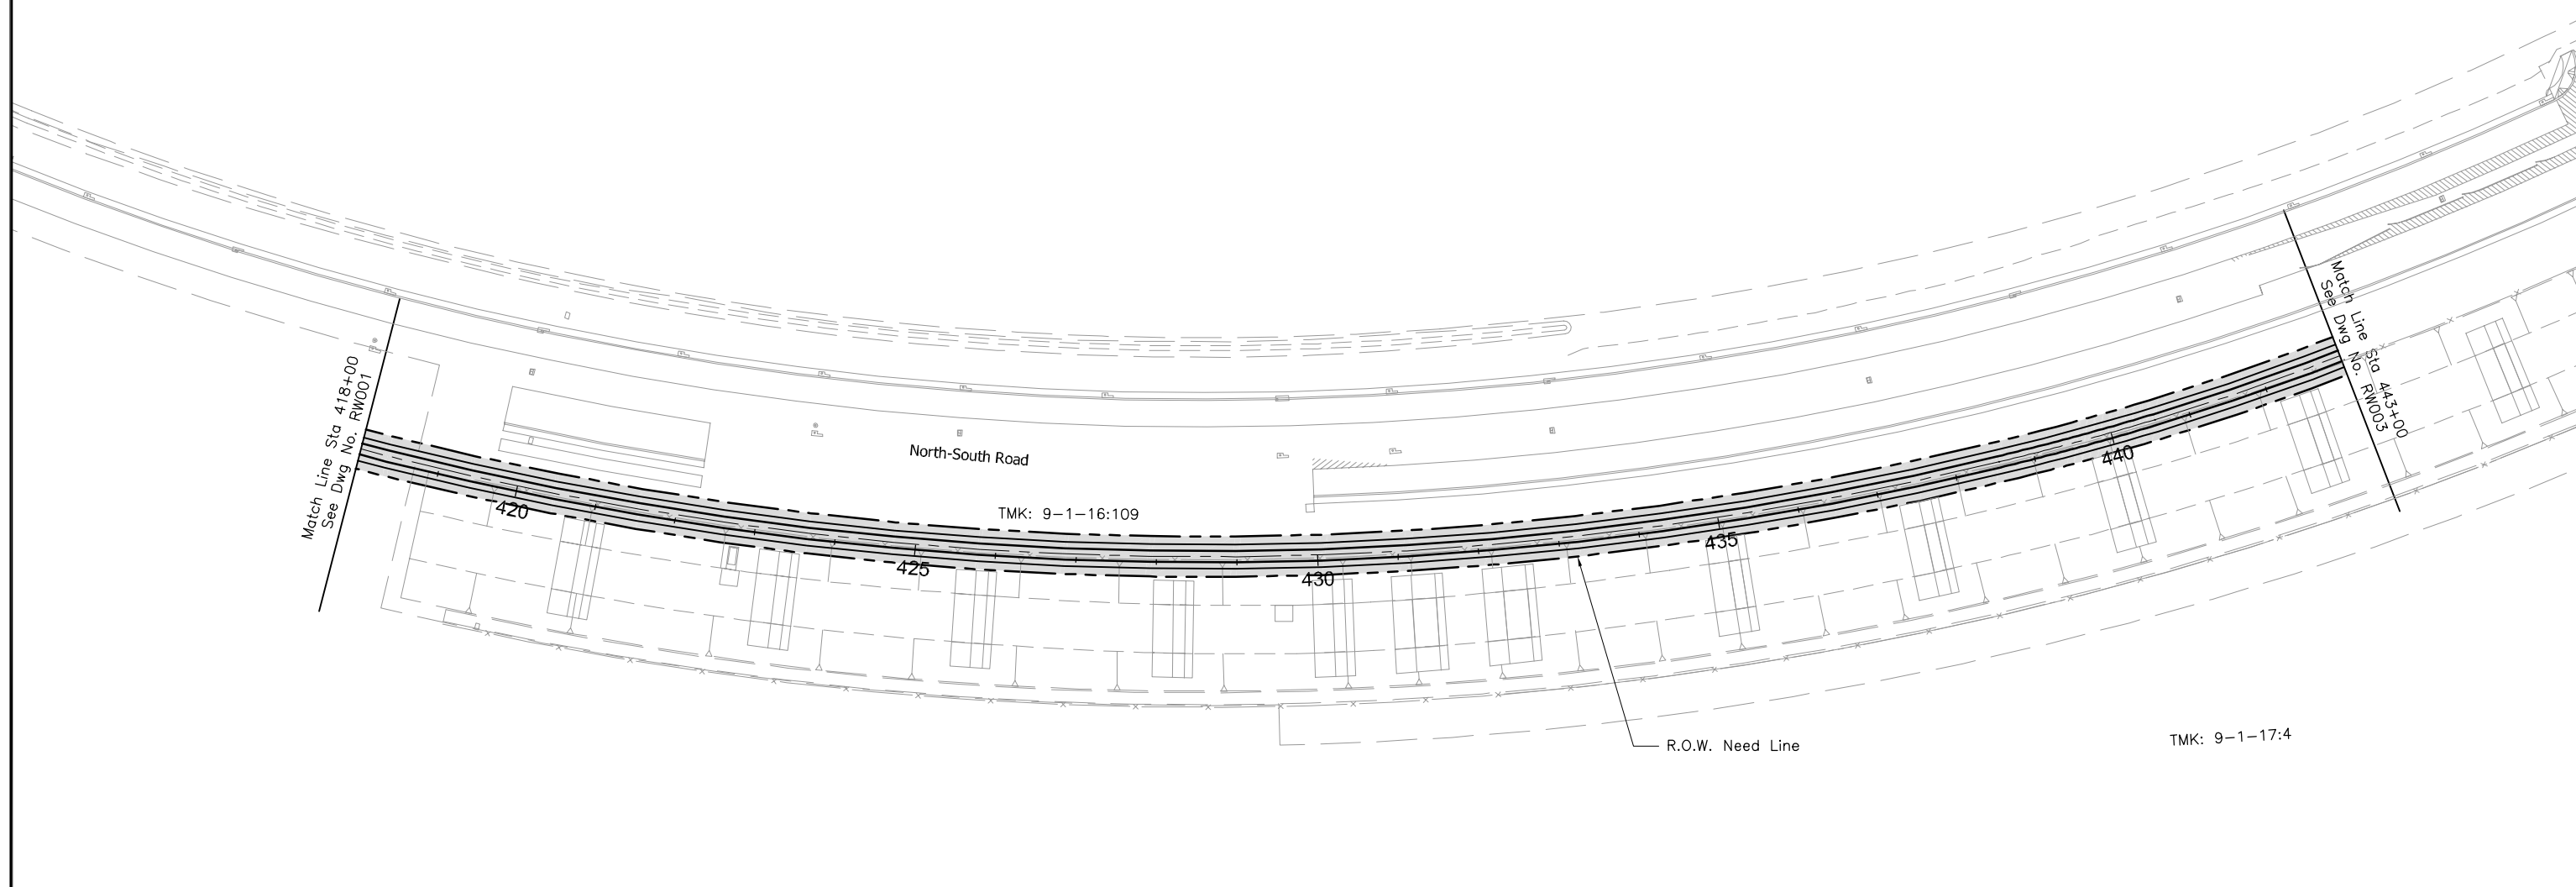 Match Line Sta 418+00
See Dwg No. RW001
North-South Road
TMK: 9-1-16:109
420
425
430
435
440
Match Line Sta 443+00
See Dwg No. RW003
R.O.W. Need Line
TMK: 9-1-17:4